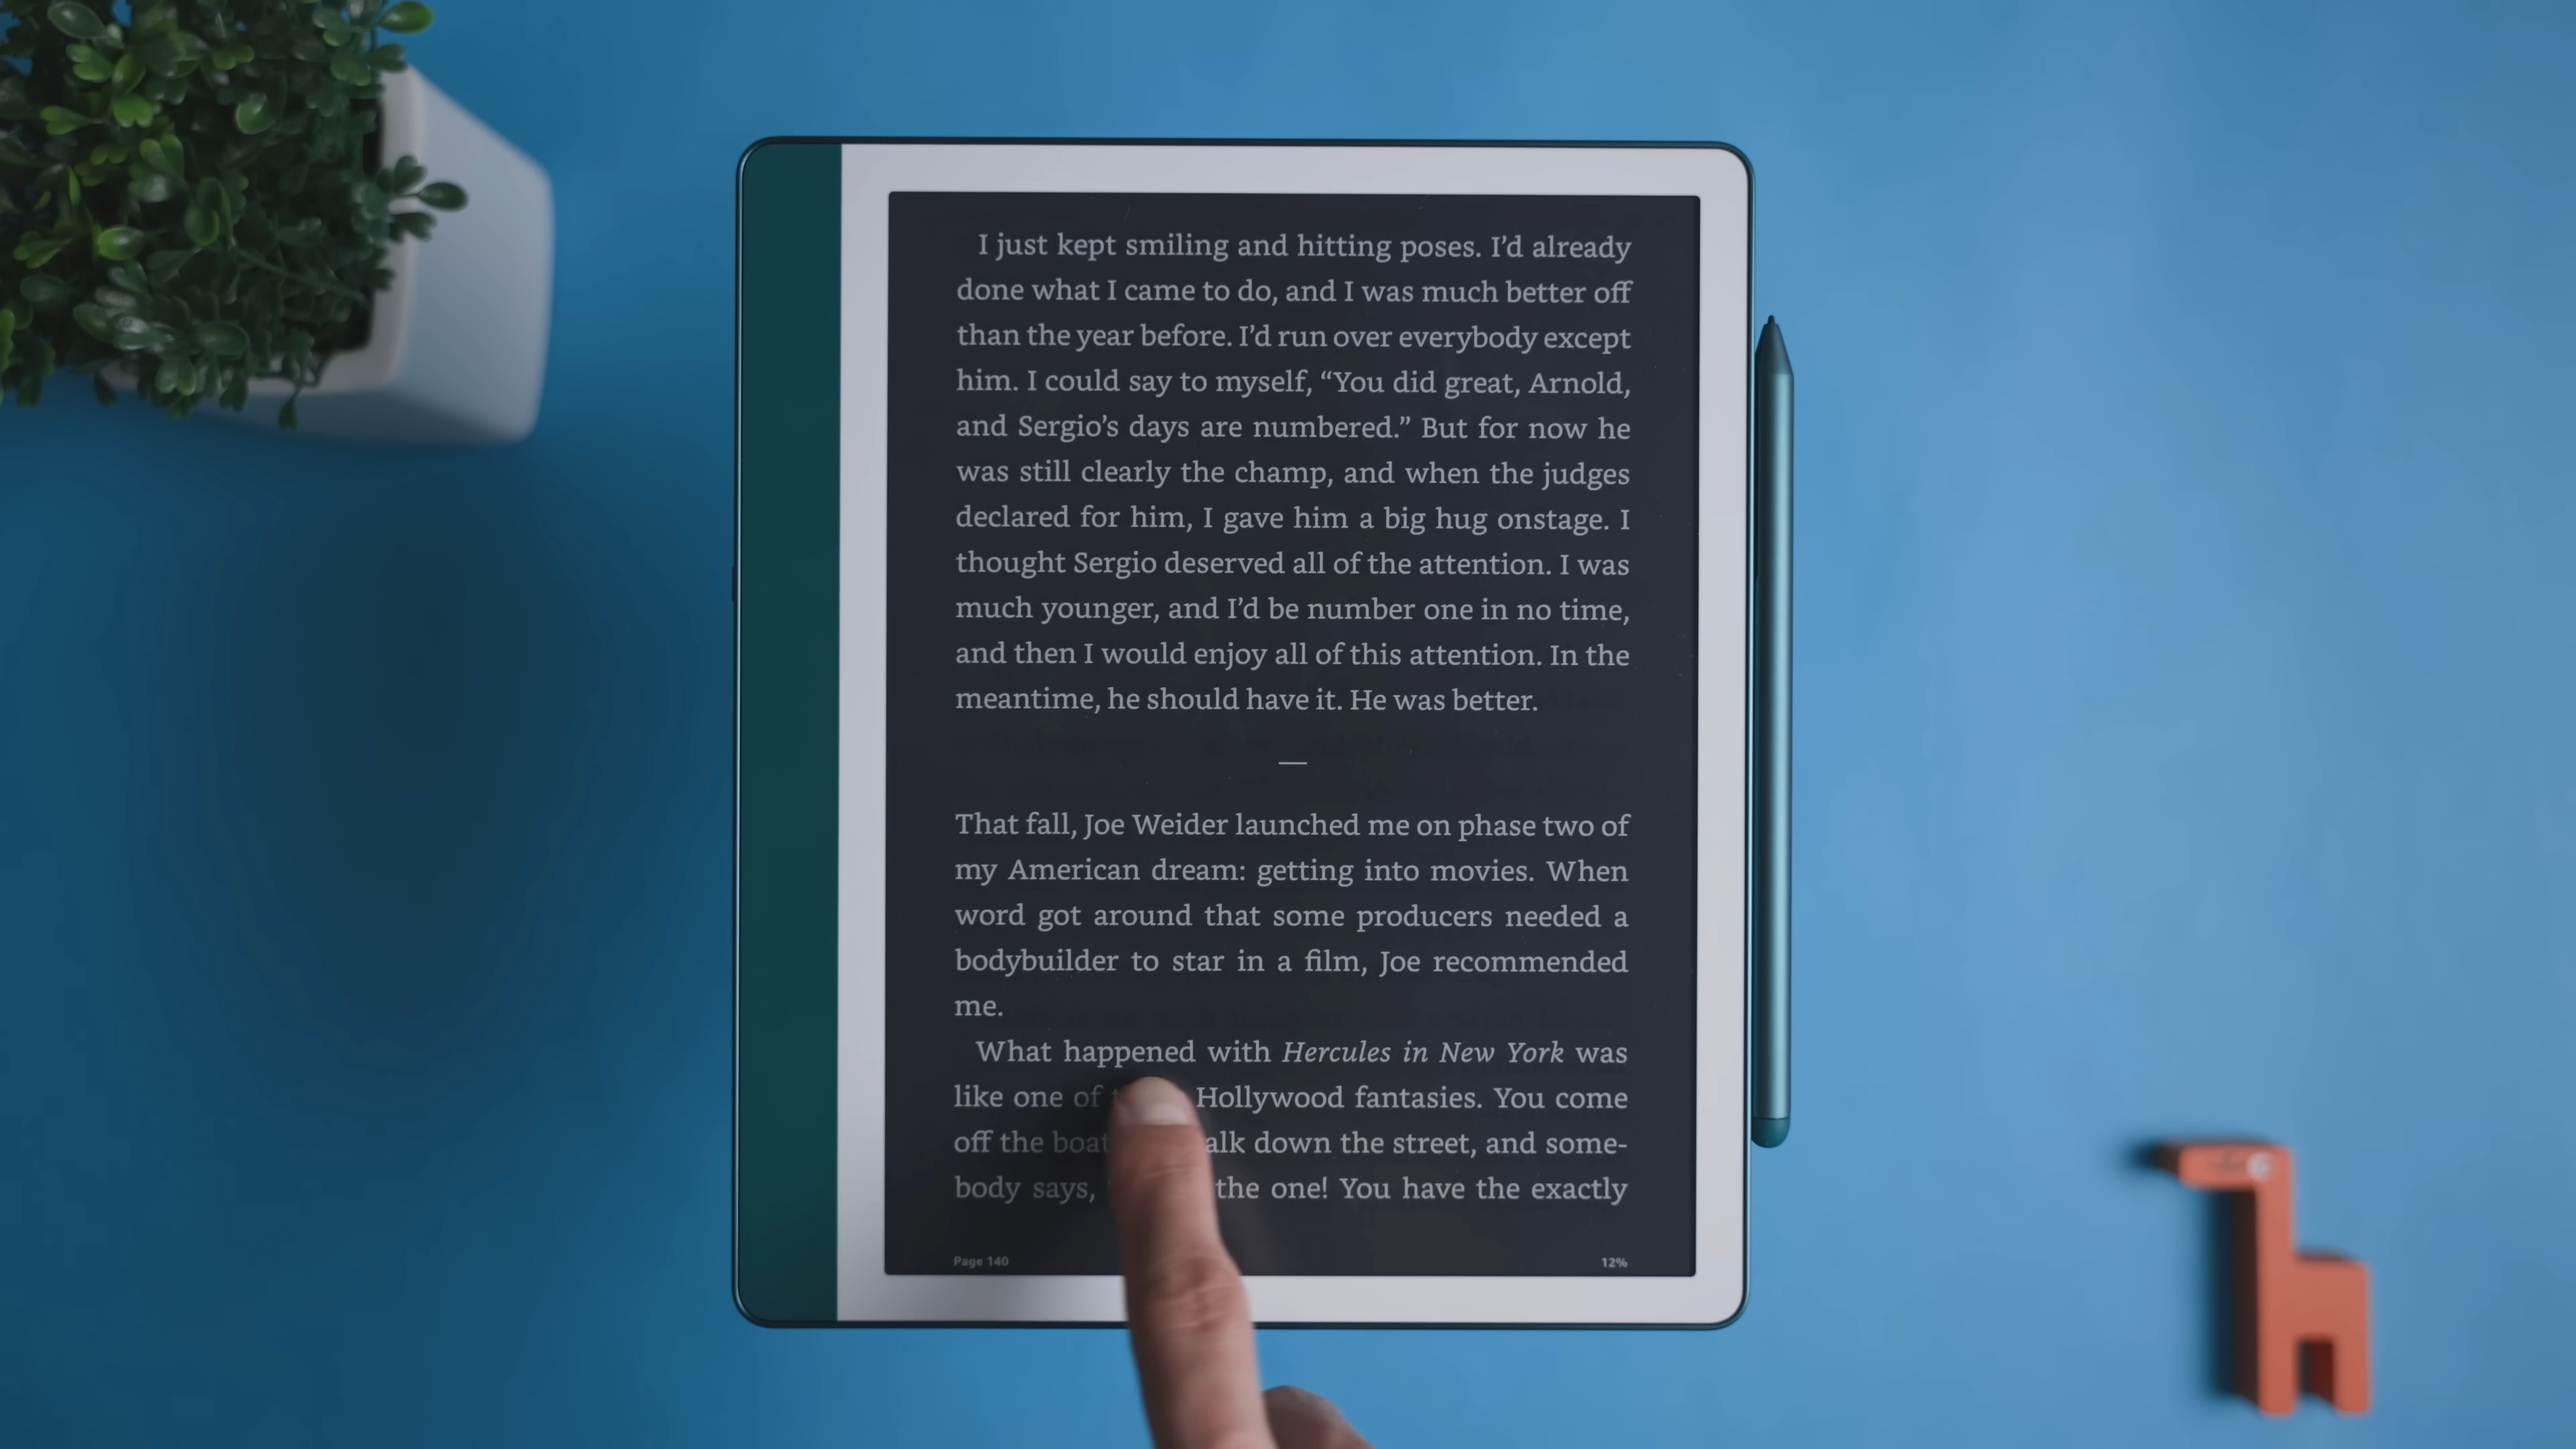 I just kept smiling and hitting poses. I’d already
done what I came to do, and I was much better off
than the year before. I’d run over everybody except
him. I could say to myself, “You did great, Arnold,
and Sergio’s days are numbered.” But for now he
was still clearly the champ, and when the judges
declared for him, I gave him a big hug onstage. I
thought Sergio deserved all of the attention. I was
much younger, and I’d be number one in no time,
and then I would enjoy all of this attention. In the
meantime, he should have it. He was better.
—
That fall, Joe Weider launched me on phase two of
my American dream: getting into movies. When
word got around that some producers needed a
bodybuilder to star in a film, Joe recommended
me.
What happened with Hercules in New York was
like one of Hollywood fantasies. You come
off the boat down the street, and some-
body says, the one! You have the exactly
Page 140 12%